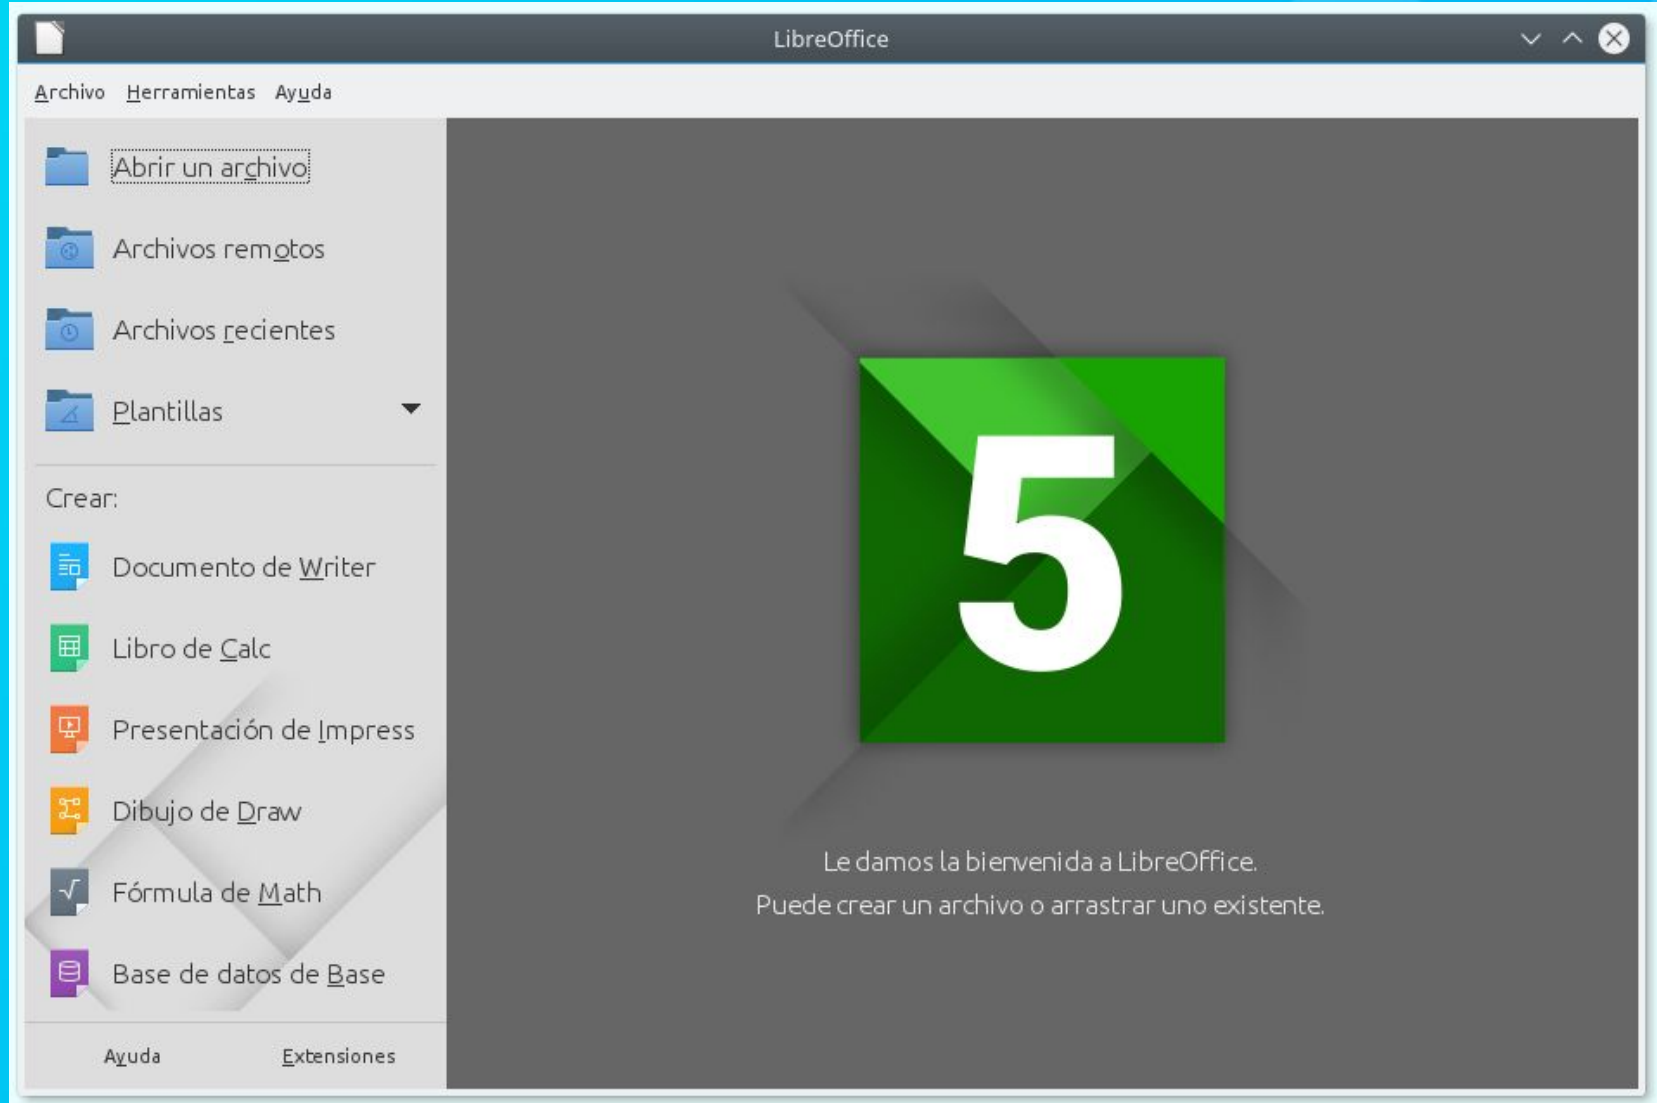 LibreOffice
Archivo Herramientas Ayuda
Abrir un archivo
Archivos remotos
Archivos recientes
Plantillas
Crear:
Documento de Writer
Libro de Calc
Presentación de Impress
Dibujo de Draw
Fórmula de Math
Base de datos de Base
Ayuda Extensiones
5
Le damos la bienvenida a LibreOffice.
Puede crear un archivo o arrastrar uno existente.